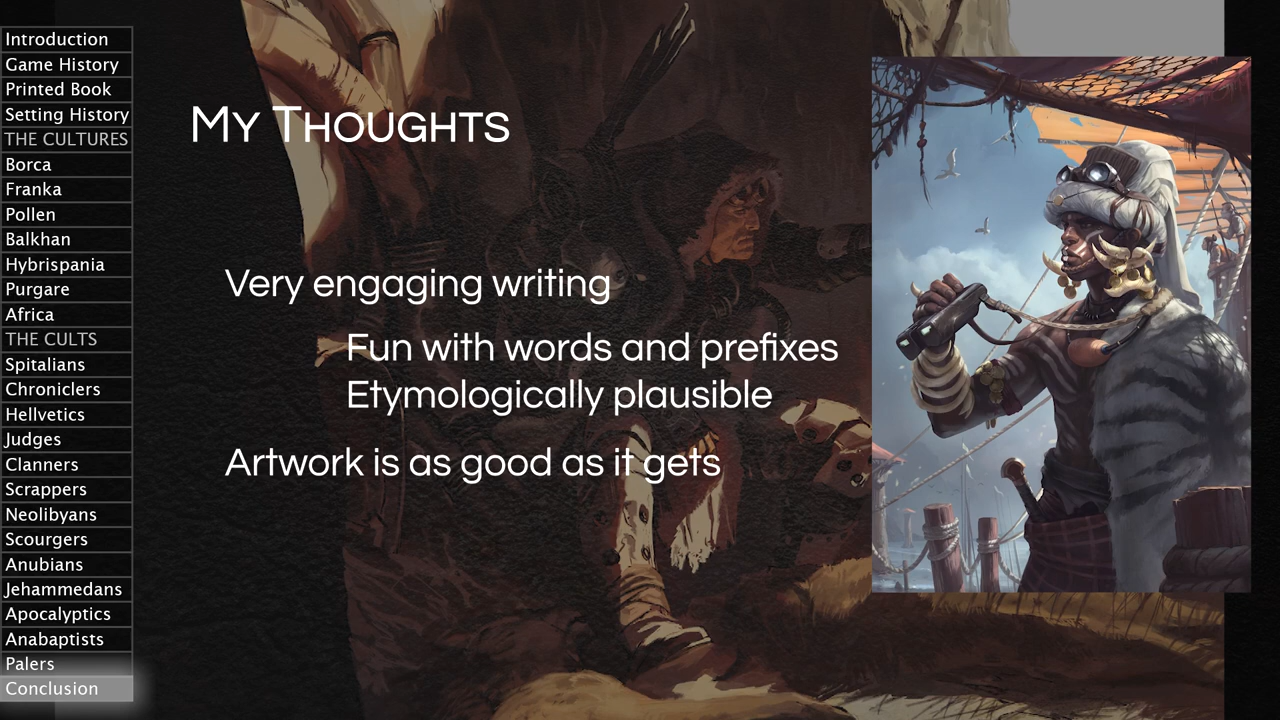 Introduction
Game History
Printed Book
Setting History
THE CULTURES
Borca
Franka
Pollen
Balkhan
Hybrispania
Purgare
Africa
THE CULTS
Spitalians
Chroniclers
Hellvetics
Judges
Clanners
Scrappers
Neolibyans
Scourgers
Anubians
Jehammedans
Apocalyptics
Anabaptists
Palers
Conclusion
My Thoughts
Very engaging writing
Fun with words and prefixes
Etymologically plausible
Artwork is as good as it gets